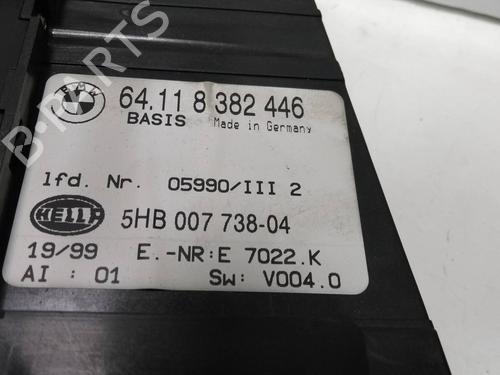 BMW
64.11 8 382 446
BASIS Made in Germany
lfd. Nr. 05990/III 2
HELLA 5HB 007 738-04
19/99 E.-NR:E 7022.K
AI : 01 SW: V004.0
B-PARTS